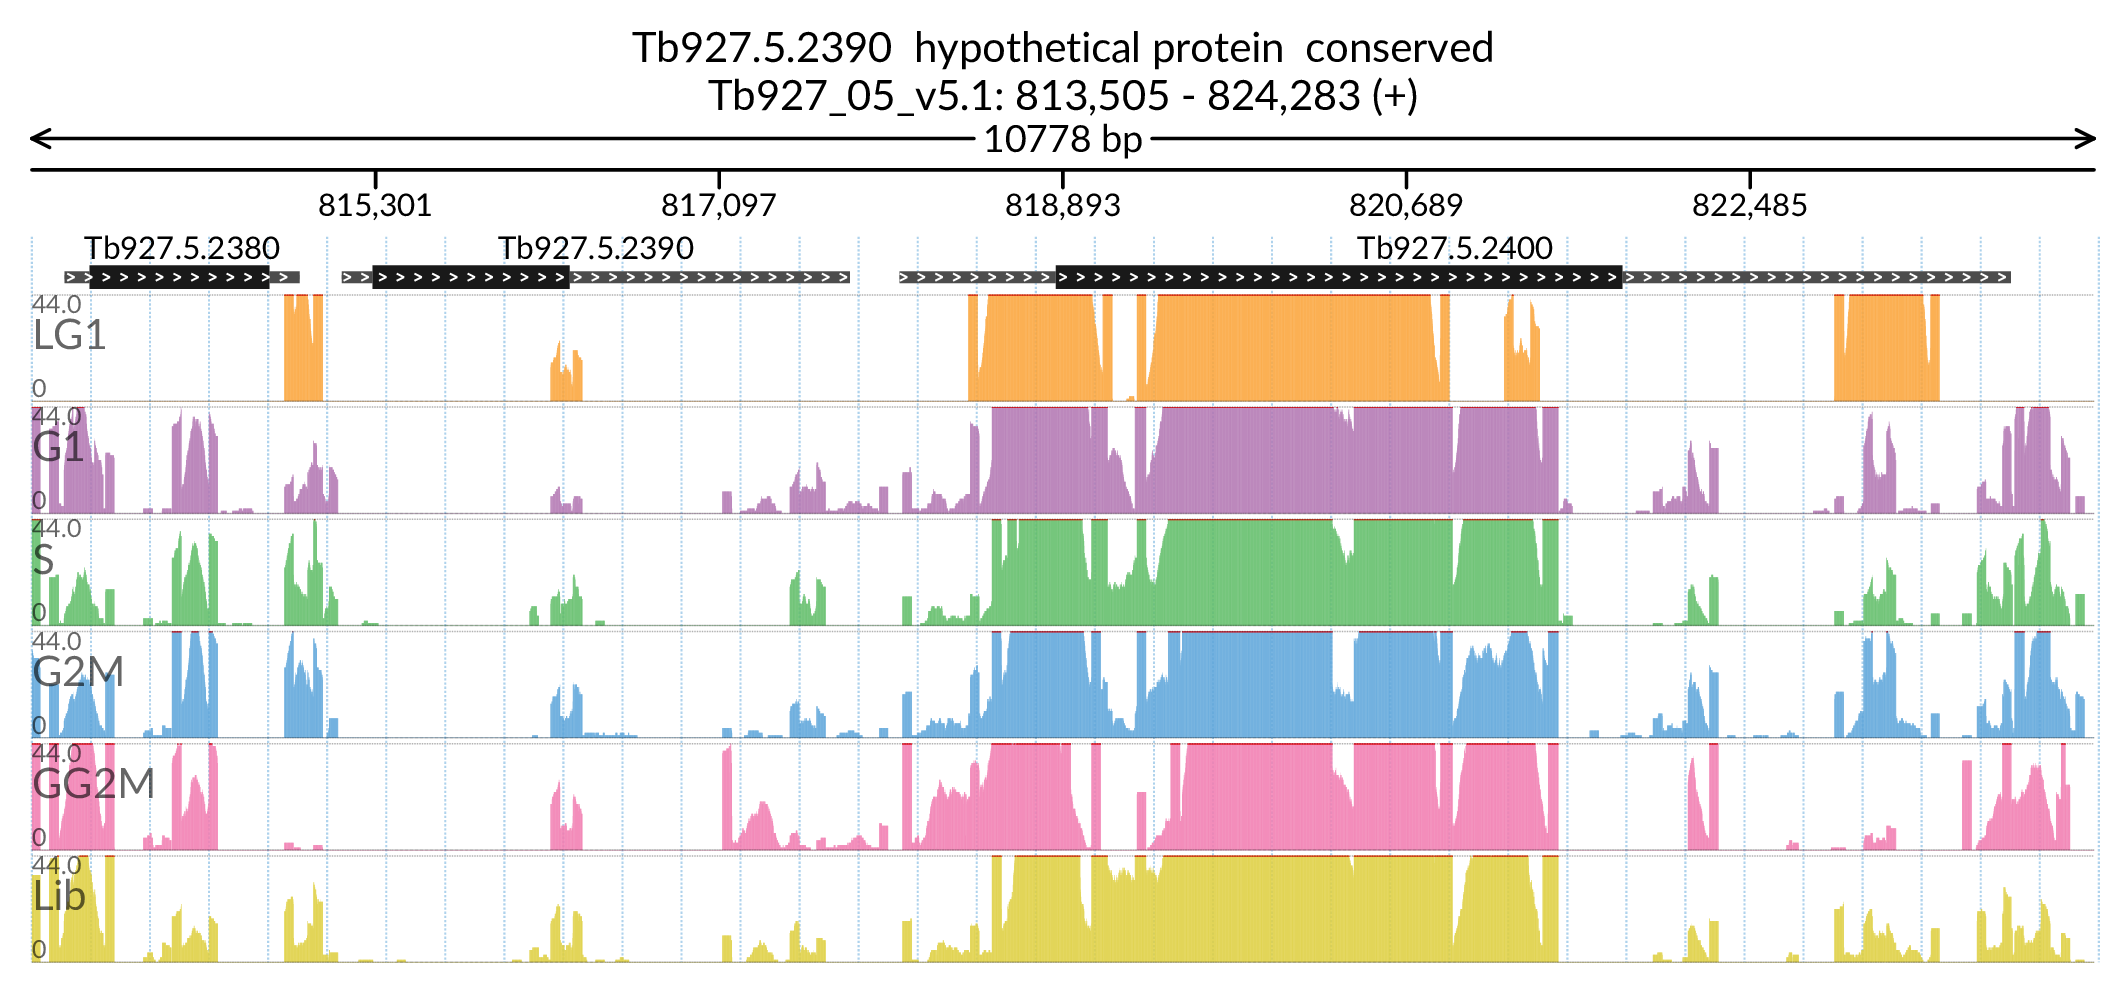 Tb927.5.2390  hypothetical protein  conserved
Tb927_05_v5.1: 813,505 - 824,283 (+)
10778 bp
815,301 817,097 818,893 820,689 822,485
Tb927.5.2380 Tb927.5.2390 Tb927.5.2400
44.0
LG1
0
44.0
G1
0
44.0
S
0
44.0
G2M
0
44.0
GG2M
0
44.0
Lib
0